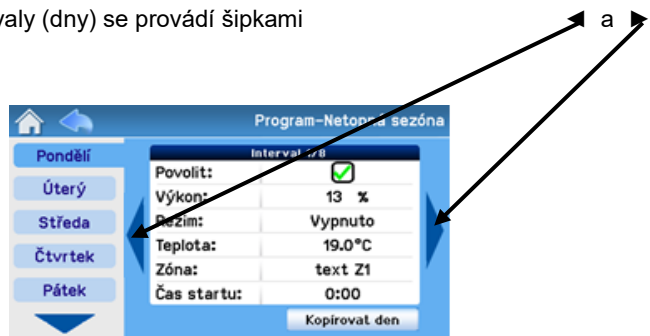 valy (dny) se provádí šipkami ◄ a ►
Program-Netopná sezóna
Pondělí
Úterý
Středa
Čtvrtek
Pátek
Interval 1/8
Povolit:
Výkon: 13 %
Režim: Vypnuto
Teplota: 19.0°C
Zóna: text Z1
Čas startu: 0:00
Kopírovat den